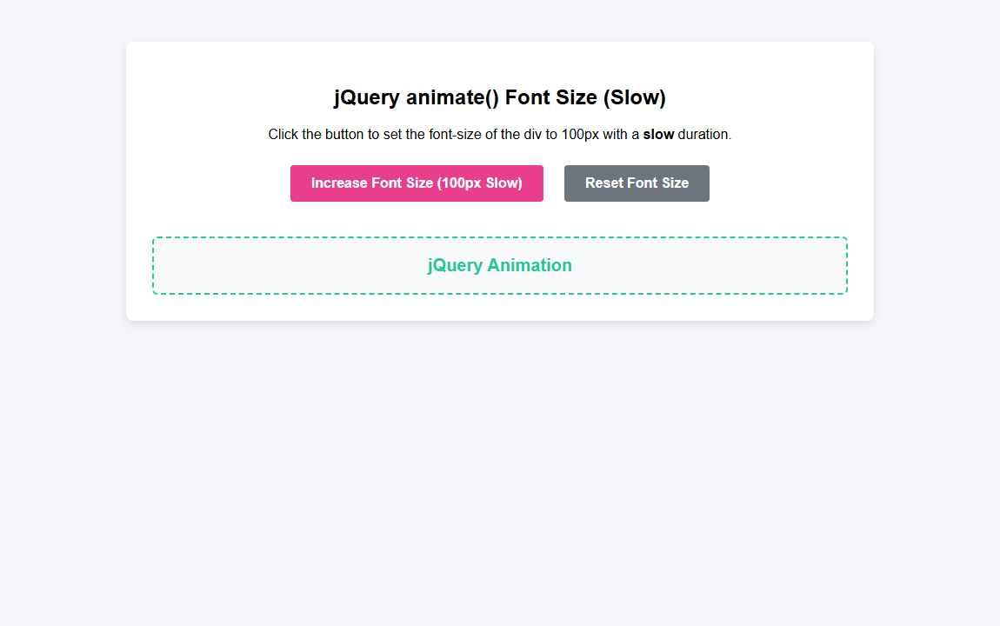 jQuery animate() Font Size (Slow)
Click the button to set the font-size of the div to 100px with a slow duration.
Increase Font Size (100px Slow) Reset Font Size
jQuery Animation